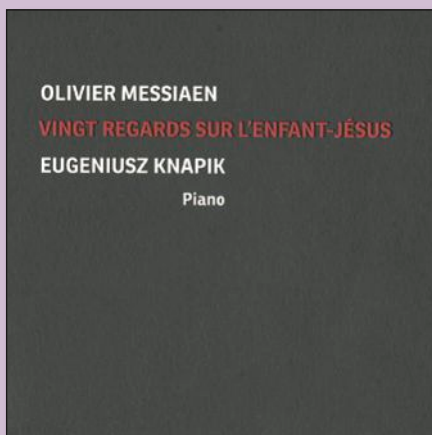 OLIVIER MESSIAEN
VINGT REGARDS SUR L'ENFANT-JÉSUS
EUGENIUSZ KNAPIK
Piano